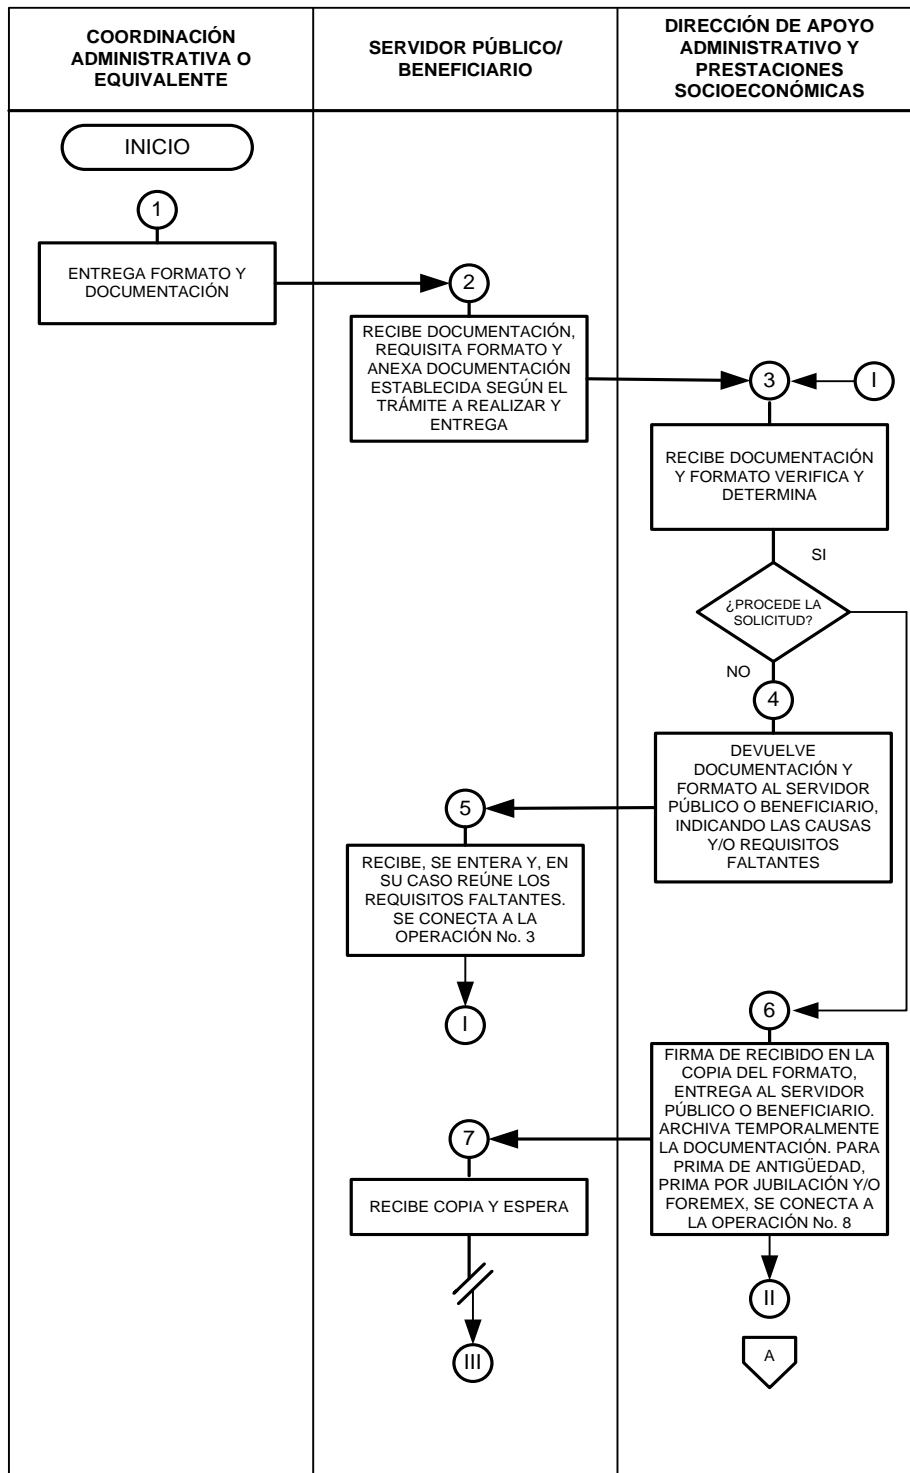 COORDINACIÓN
ADMINISTRATIVA O
EQUIVALENTE
SERVIDOR PÚBLICO/
BENEFICIARIO
DIRECCIÓN DE APOYO
ADMINISTRATIVO Y
PRESTACIONES
SOCIOECONÓMICAS
INICIO
1
ENTREGA FORMATO Y
DOCUMENTACIÓN
2
RECIBE DOCUMENTACIÓN,
REQUISITA FORMATO Y
ANEXA DOCUMENTACIÓN
ESTABLECIDA SEGÚN EL
TRÁMITE A REALIZAR Y
ENTREGA
3
I
RECIBE DOCUMENTACIÓN
Y FORMATO VERIFICA Y
DETERMINA
SI
¿PROCEDE LA
SOLICITUD?
NO
4
DEVUELVE
DOCUMENTACIÓN Y
FORMATO AL SERVIDOR
PÚBLICO O BENEFICIARIO,
INDICANDO LAS CAUSAS
Y/O REQUISITOS
FALTANTES
5
RECIBE, SE ENTERA Y, EN
SU CASO REÚNE LOS
REQUISITOS FALTANTES.
SE CONECTA A LA
OPERACIÓN No. 3
I
6
FIRMA DE RECIBIDO EN LA
COPIA DEL FORMATO,
ENTREGA AL SERVIDOR
PÚBLICO O BENEFICIARIO.
ARCHIVA TEMPORALMENTE
LA DOCUMENTACIÓN. PARA
PRIMA DE ANTIGÜEDAD,
PRIMA POR JUBILACIÓN Y/O
FOREMEX, SE CONECTA A
LA OPERACIÓN No. 8
7
RECIBE COPIA Y ESPERA
II
III
A